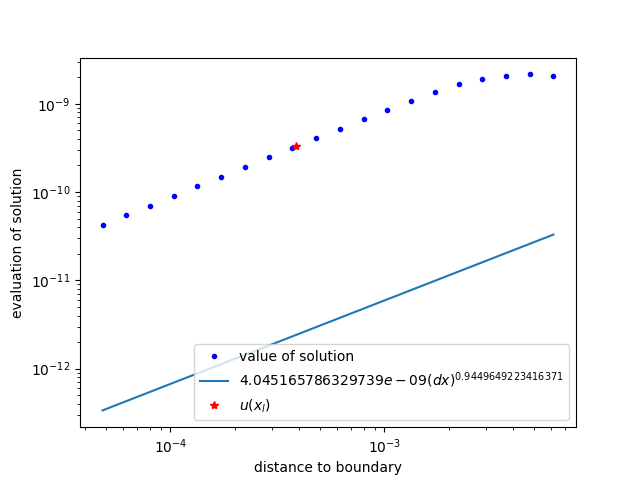 10⁻⁹
10⁻¹⁰
10⁻¹¹
10⁻¹²
evaluation of solution
value of solution
4.045165786329739e − 09(dx)^0.9449649223416371
u(x_l)
10⁻⁴
10⁻³
distance to boundary